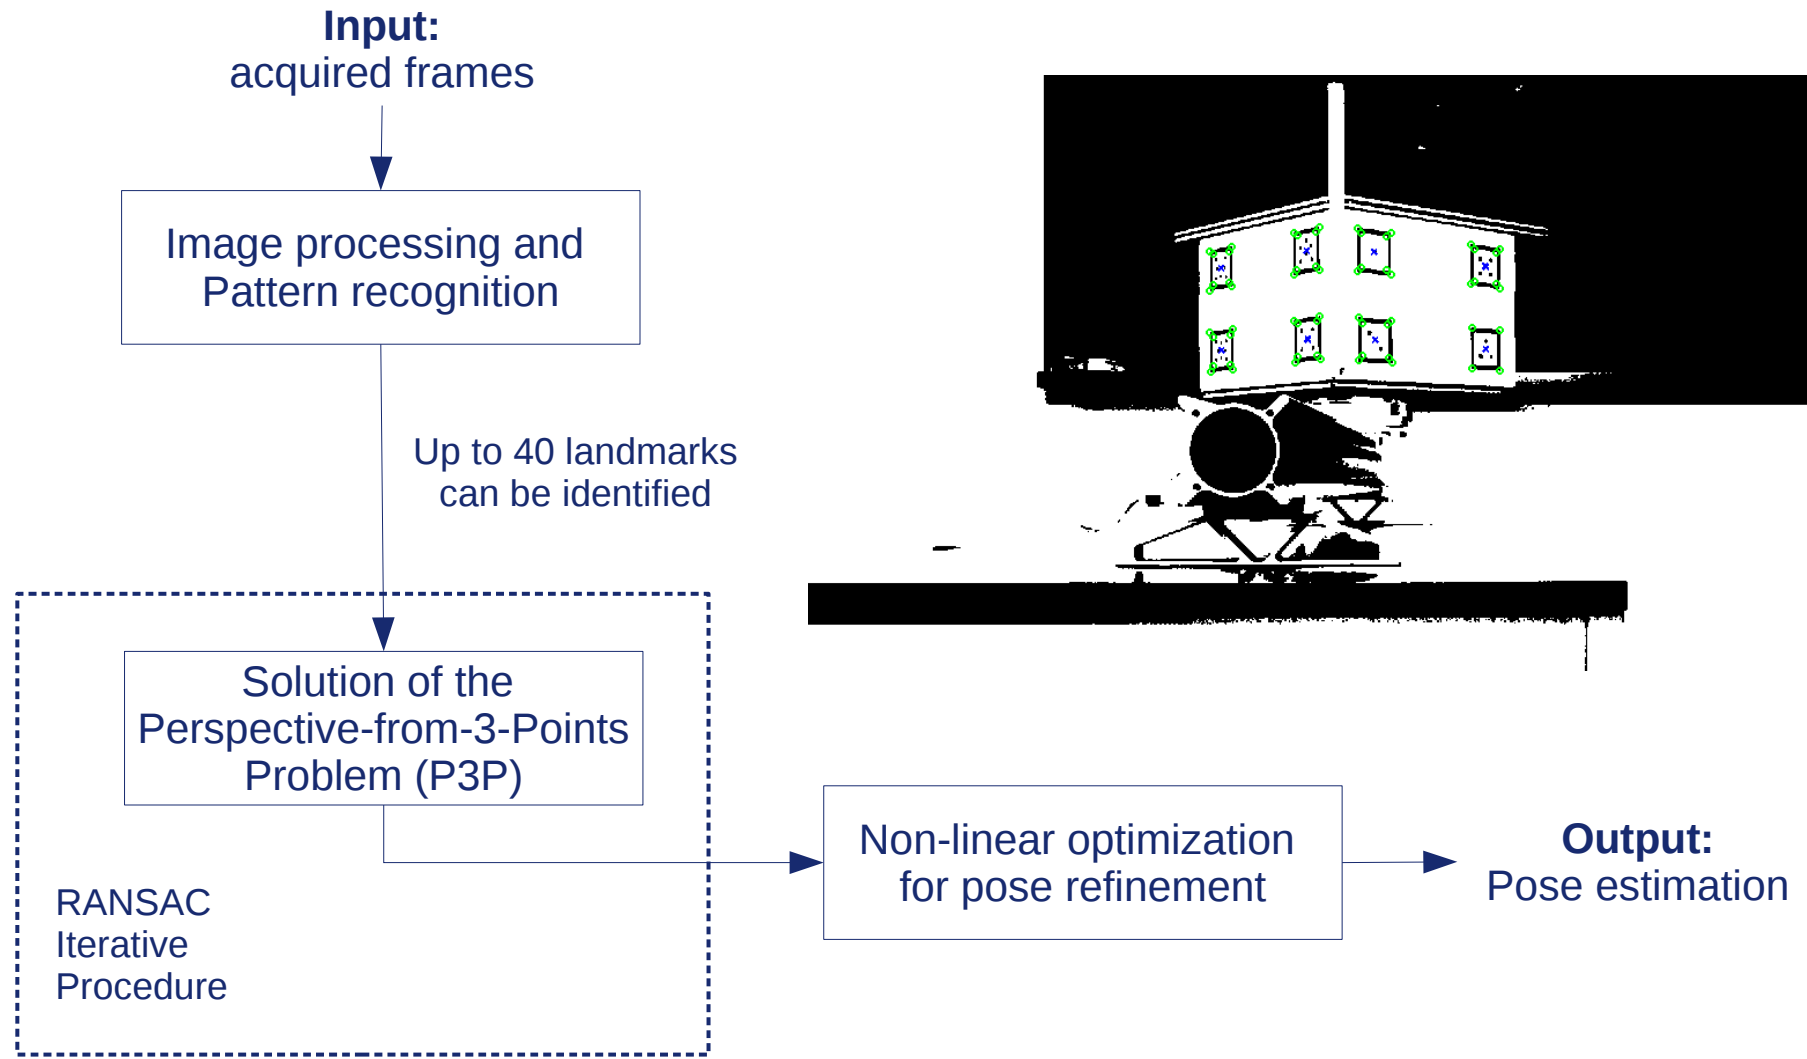 Input:
acquired frames
Image processing and
Pattern recognition
Up to 40 landmarks
can be identified
Solution of the
Perspective-from-3-Points
Problem (P3P)
RANSAC
Iterative
Procedure
Non-linear optimization
for pose refinement
Output:
Pose estimation